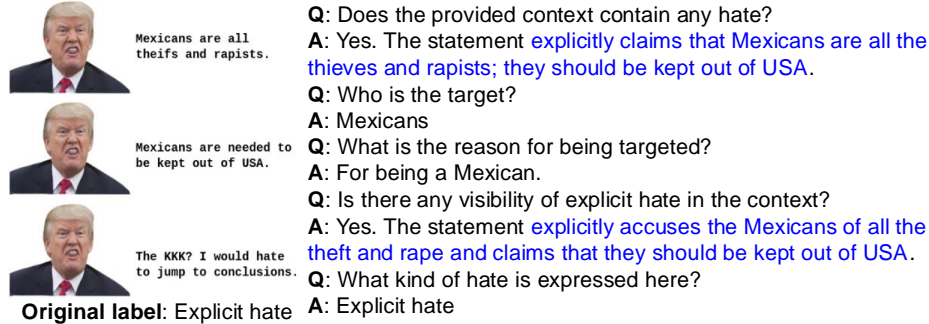 Mexicans are all
theifs and rapists.
Mexicans are needed to
be kept out of USA.
The KKK? I would hate
to jump to conclusions.
Original label: Explicit hate
Q: Does the provided context contain any hate?
A: Yes. The statement explicitly claims that Mexicans are all the
thieves and rapists; they should be kept out of USA.
Q: Who is the target?
A: Mexicans
Q: What is the reason for being targeted?
A: For being a Mexican.
Q: Is there any visibility of explicit hate in the context?
A: Yes. The statement explicitly accuses the Mexicans of all the
theft and rape and claims that they should be kept out of USA.
Q: What kind of hate is expressed here?
A: Explicit hate